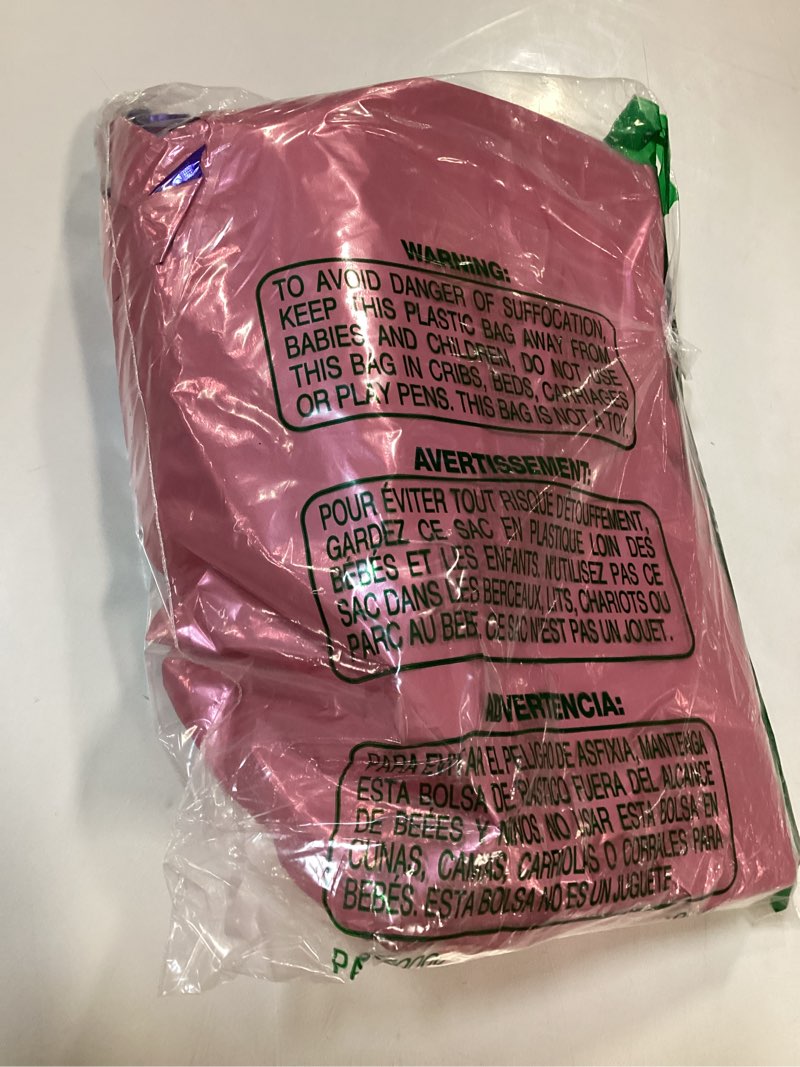 WARNING:
TO AVOID DANGER OF SUFFOCATION,
KEEP THIS PLASTIC BAG AWAY FROM
BABIES AND CHILDREN, DO NOT USE
THIS BAG IN CRIBS, BEDS, CARRIAGES
OR PLAY PENS. THIS BAG IS NOT A TOY.
AVERTISSEMENT:
POUR ÉVITER TOUT RISQUE D'ÉTOUFFEMENT,
GARDEZ CE SAC EN PLASTIQUE LOIN DES
BÉBÉS ET LES ENFANTS. N'UTILISEZ PAS CE
SAC DANS LES BERCEAUX, LITS, CHARIOTS OU
PARC AU BÉBÉ. CE SAC N'EST PAS UN JOUET.
ADVERTENCIA:
PARA EVITAR EL PELIGRO DE ASFIXIA, MANTENGA
ESTA BOLSA DE PLASTICO FUERA DEL ALCANCE
DE BEBÉS Y NINOS. NO USAR ESTA BOLSA EN
CUNAS, CAMAS, CARRIOLAS O CORRALES PARA
BÉBÉS. ESTA BOLSA NO ES UN JUGUETE.